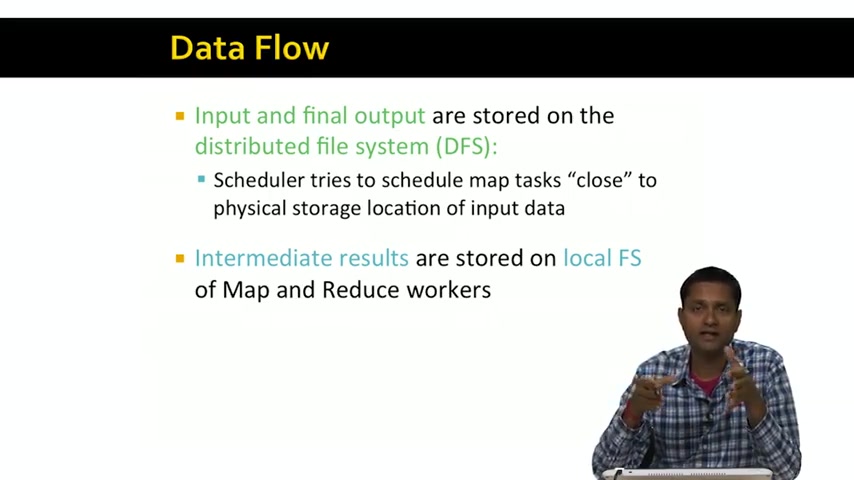 Data Flow
Input and final output are stored on the
distributed file system (DFS):
Scheduler tries to schedule map tasks “close” to
physical storage location of input data
Intermediate results are stored on local FS
of Map and Reduce workers